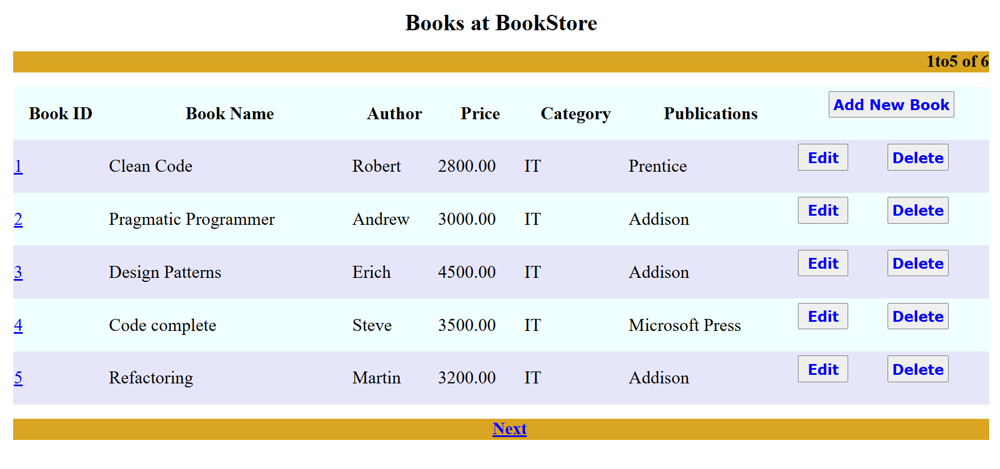 Books at BookStore
1to5 of 6
Book ID Book Name Author Price Category Publications Add New Book
1 Clean Code Robert 2800.00 IT Prentice Edit Delete
2 Pragmatic Programmer Andrew 3000.00 IT Addison Edit Delete
3 Design Patterns Erich 4500.00 IT Addison Edit Delete
4 Code complete Steve 3500.00 IT Microsoft Press Edit Delete
5 Refactoring Martin 3200.00 IT Addison Edit Delete
Next